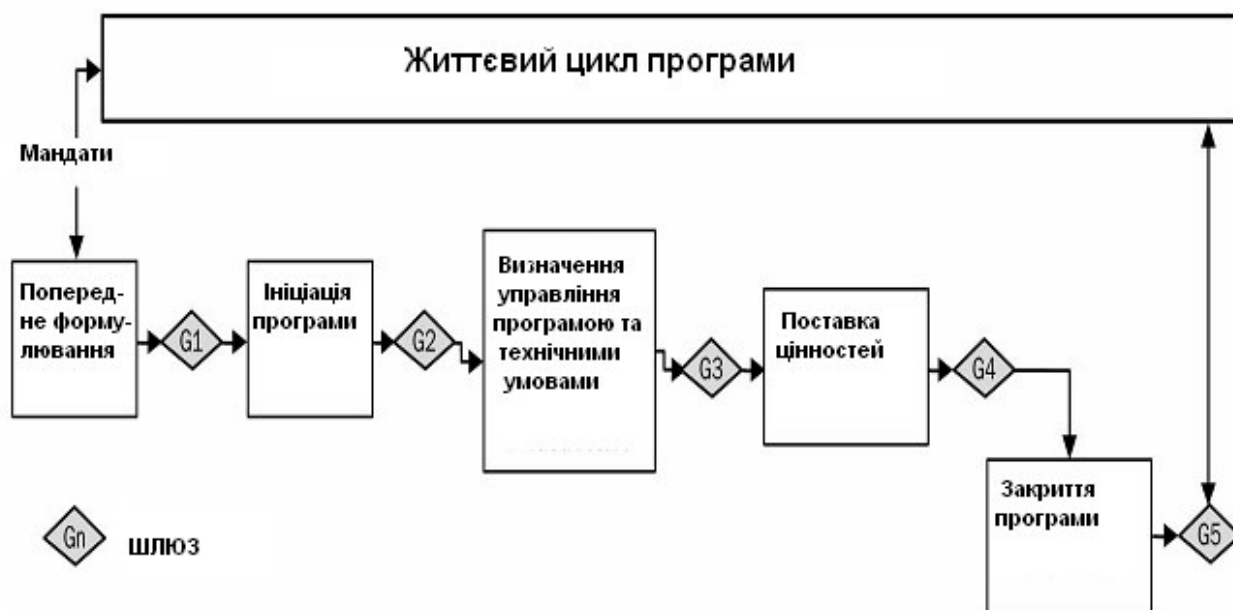 Життєвий цикл програми
Мандати
Поперед-
не форму-
лювання
G1
Ініціація
програми
G2
Визначення
управління
програмою та
технічними
умовами
G3
Поставка
цінностей
G4
Закриття
програми
G5
Gn
ШЛЮЗ